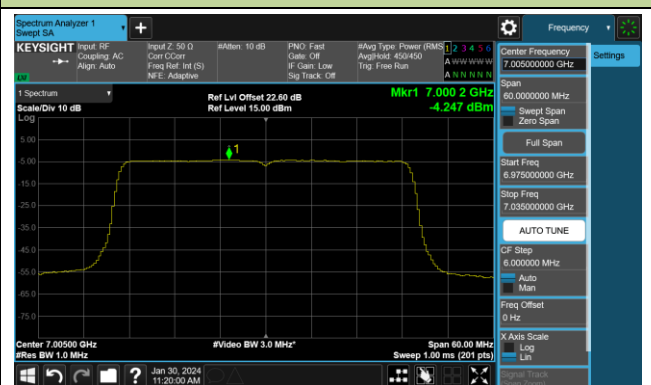 Spectrum Analyzer 1
Swept SA
Frequency
KEYSIGHT
Input: RF
Coupling: AC
Align: Auto
Input Z: 50 Ω
Corr CCorr
Freq Ref: Int (S)
NFE: Adaptive
#Atten: 10 dB
PNO: Fast
Gate: Off
IF Gain: Low
Sig Track: Off
#Avg Type: Power (RMS
Avg|Hold: 450/450
Trig: Free Run
1 2 3 4 5 6
A W W W W W
A N N N N N
1 Spectrum
Scale/Div 10 dB
Log
Ref Lvl Offset 22.60 dB
Ref Level 15.00 dBm
Mkr1 7.000 2 GHz
-4.247 dBm
5.00
-5.00
-15.0
-25.0
-35.0
-45.0
-55.0
-65.0
-75.0
1
Center 7.00500 GHz
#Res BW 1.0 MHz
#Video BW 3.0 MHz*
Span 60.00 MHz
Sweep 1.00 ms (201 pts)
Jan 30, 2024
11:20:00 AM
Center Frequency
7.005000000 GHz
Span
60.0000000 MHz
Swept Span
Zero Span
Full Span
Start Freq
6.975000000 GHz
Stop Freq
7.035000000 GHz
AUTO TUNE
CF Step
6.000000 MHz
Auto
Man
Freq Offset
0 Hz
X Axis Scale
Log
Lin
Signal Track
Settings